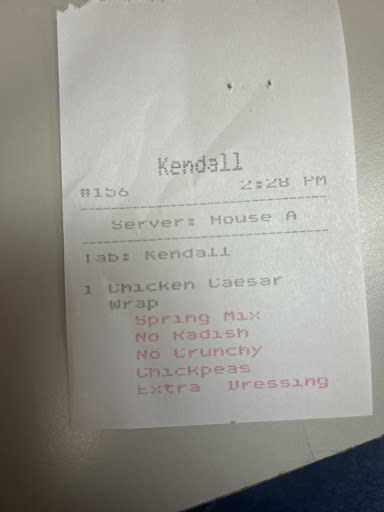 Kendall
#156 2:28 PM
Server: House A
Tab: Kendall
1 Chicken Caesar
Wrap
Spring Mix
No Radish
No Crunchy
Chickpeas
Extra Dressing